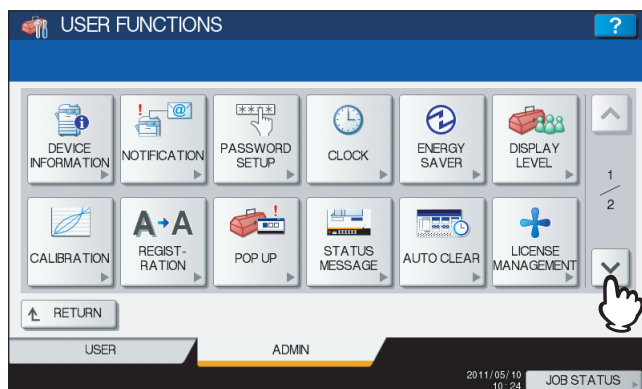 USER FUNCTIONS
?
DEVICE
INFORMATION
NOTIFICATION
PASSWORD
SETUP
CLOCK
ENERGY
SAVER
DISPLAY
LEVEL
1
2
CALIBRATION
REGIST-
RATION
POP UP
STATUS
MESSAGE
AUTO CLEAR
LICENSE
MANAGEMENT
RETURN
USER
ADMIN
2011/05/10
10:24
JOB STATUS